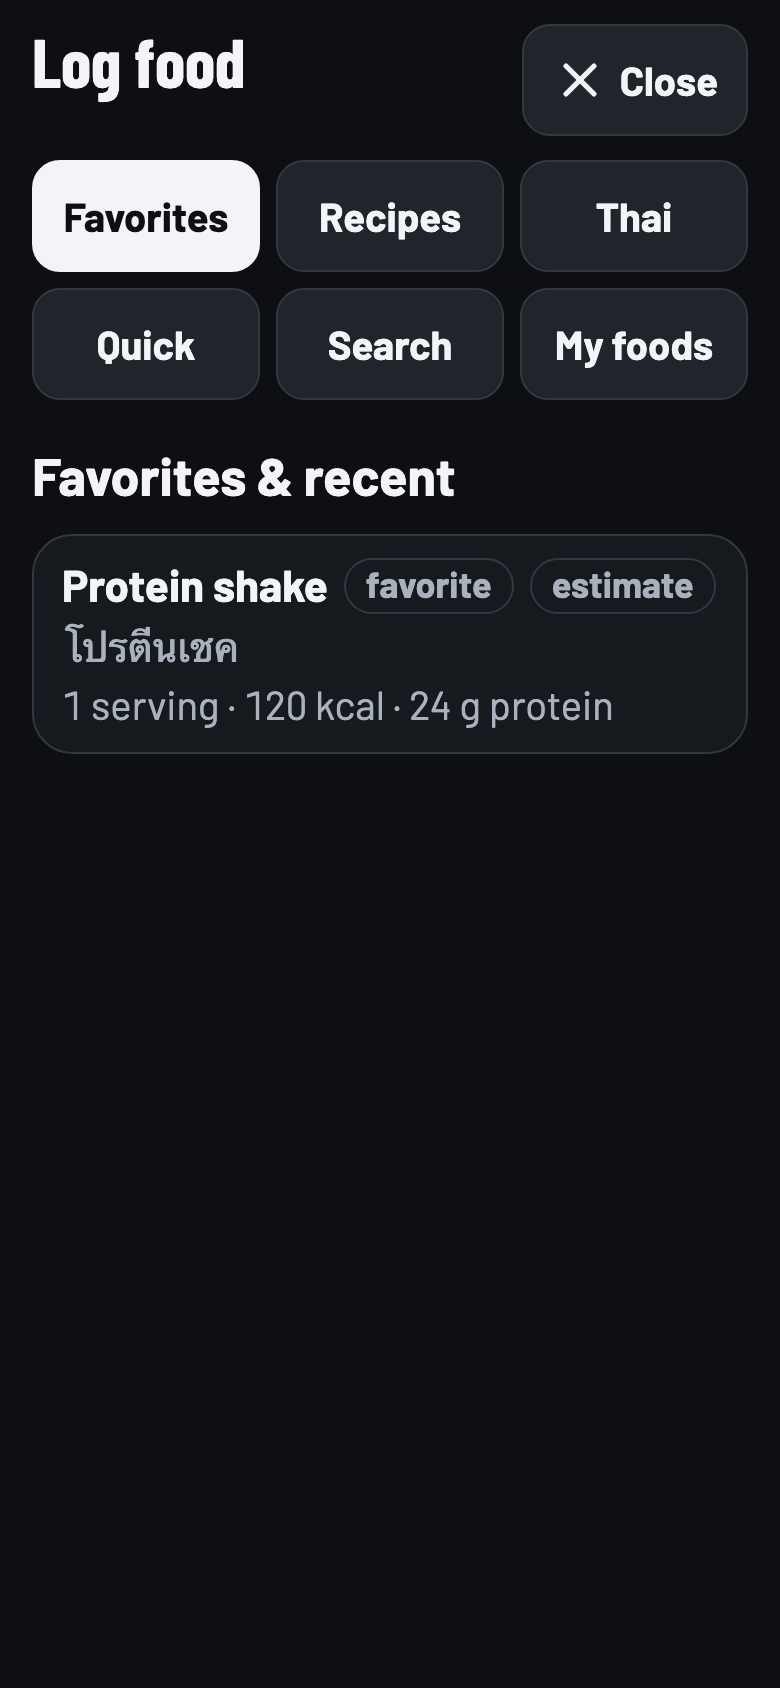 Log food
Close
Favorites
Recipes
Thai
Quick
Search
My foods
Favorites & recent
Protein shake favorite estimate
โปรตีนเชค
1 serving · 120 kcal · 24 g protein